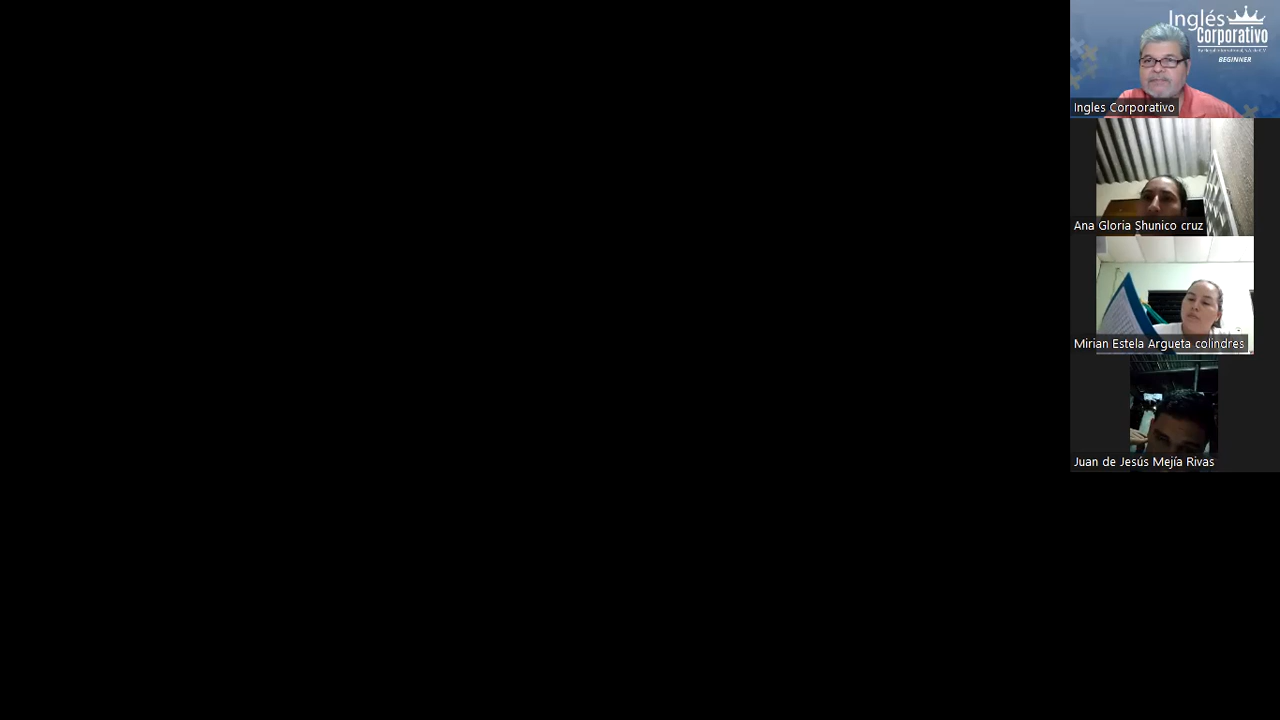 Inglés
Corporativo
BEGINNER
Ingles Corporativo
Ana Gloria Shunico cruz
Mirian Estela Argueta colindres
Juan de Jesús Mejía Rivas